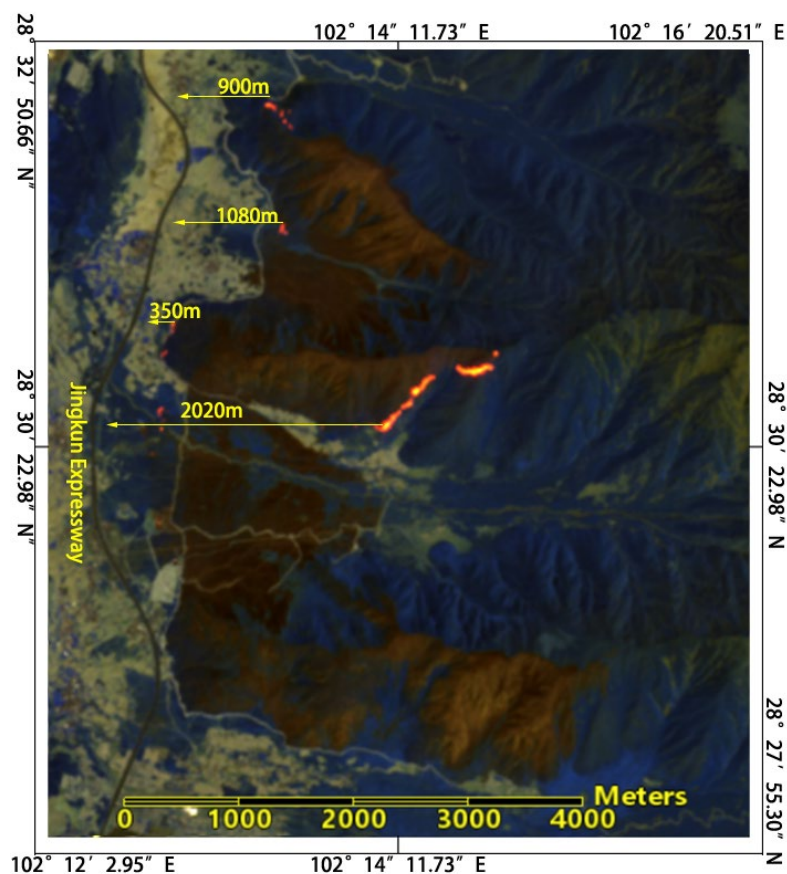 102° 14″ 11.73″ E
102° 16′ 20.51″ E
28° 32′ 50.66″ N″
900m
1080m
350m
2020m
Jingkun Expressway
28° 30′ 22.98″ N″
28° 30′ 22.98″ N
28° 27′ 55.30″ N
Meters
0 1000 2000 3000 4000
102° 12′ 2.95″ E
102° 14″ 11.73″ E